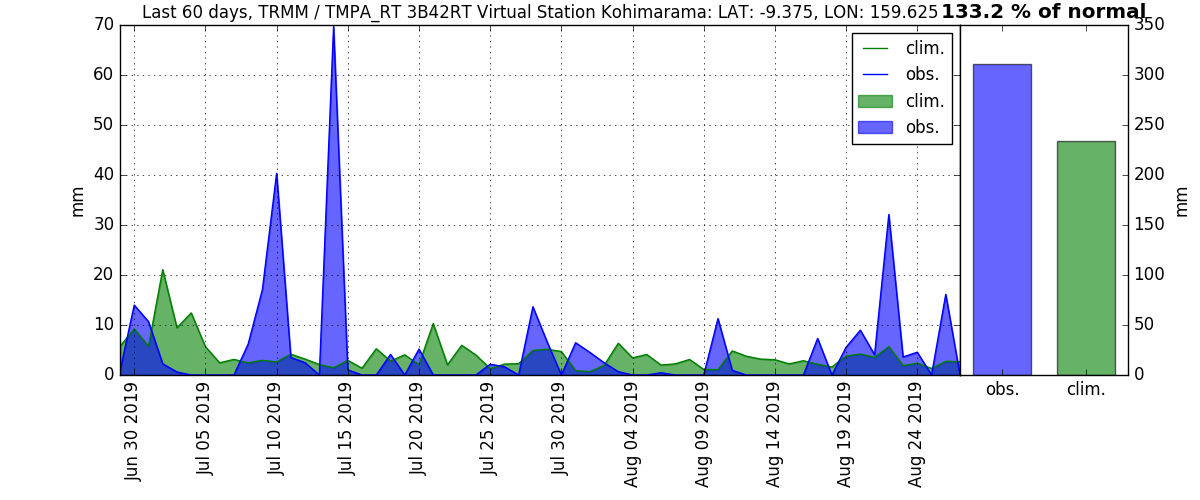 Last 60 days, TRMM / TMPA_RT 3B42RT Virtual Station Kohimarama: LAT: -9.375, LON: 159.625 133.2 % of normal
70
60
50
40
30
20
10
0
mm
clim.
obs.
clim.
obs.
350
300
250
200
150
100
50
0
mm
Jun 30 2019
Jul 05 2019
Jul 10 2019
Jul 15 2019
Jul 20 2019
Jul 25 2019
Jul 30 2019
Aug 04 2019
Aug 09 2019
Aug 14 2019
Aug 19 2019
Aug 24 2019
obs.
clim.